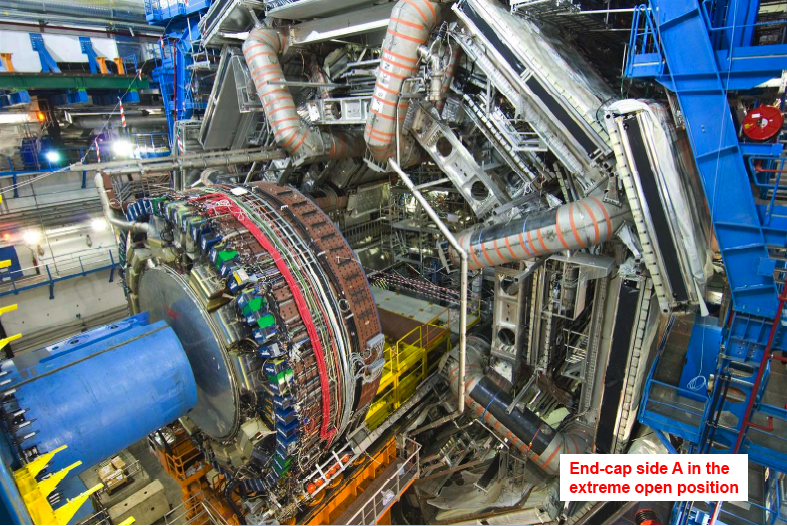 End-cap side A in the
extreme open position